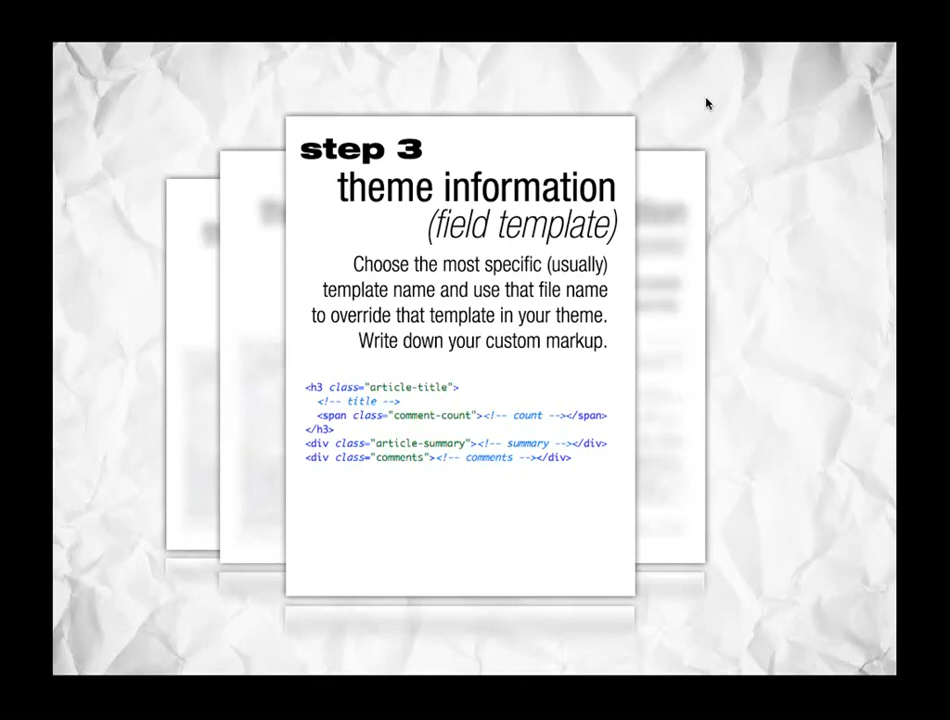 step 3
theme information
(field template)
Choose the most specific (usually)
template name and use that file name
to override that template in your theme.
Write down your custom markup.
<h3 class="article-title">
<!-- title -->
<span class="comment-count"><!-- count --></span>
</h3>
<div class="article-summary"><!-- summary --></div>
<div class="comments"><!-- comments --></div>